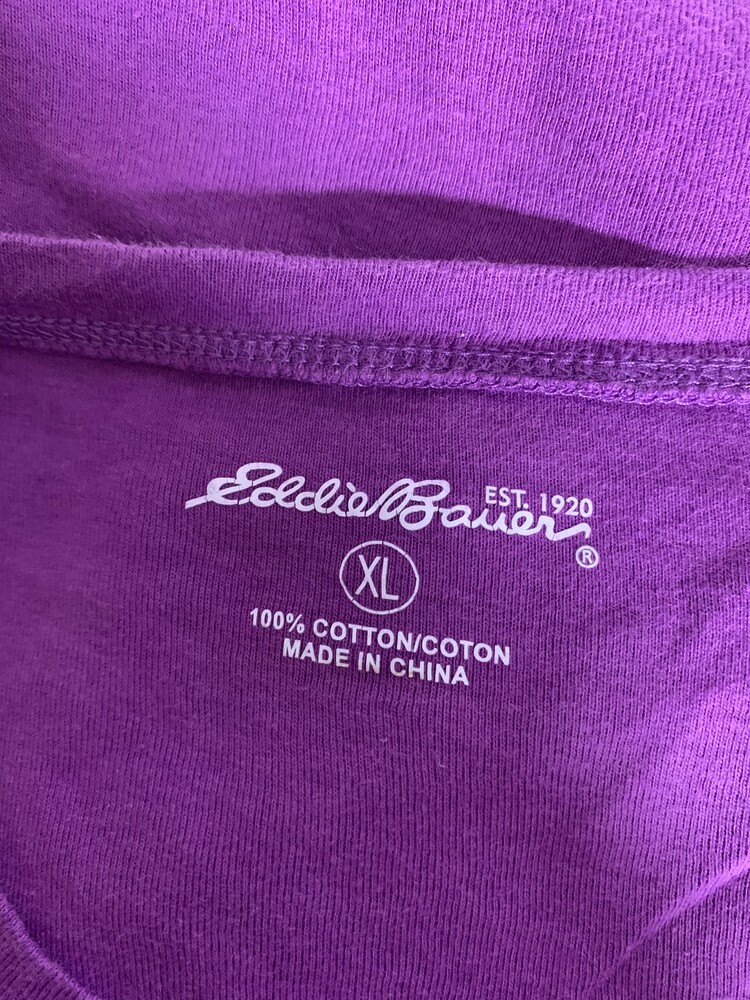 Eddie Bauer EST. 1920
®
XL
100% COTTON/COTON
MADE IN CHINA